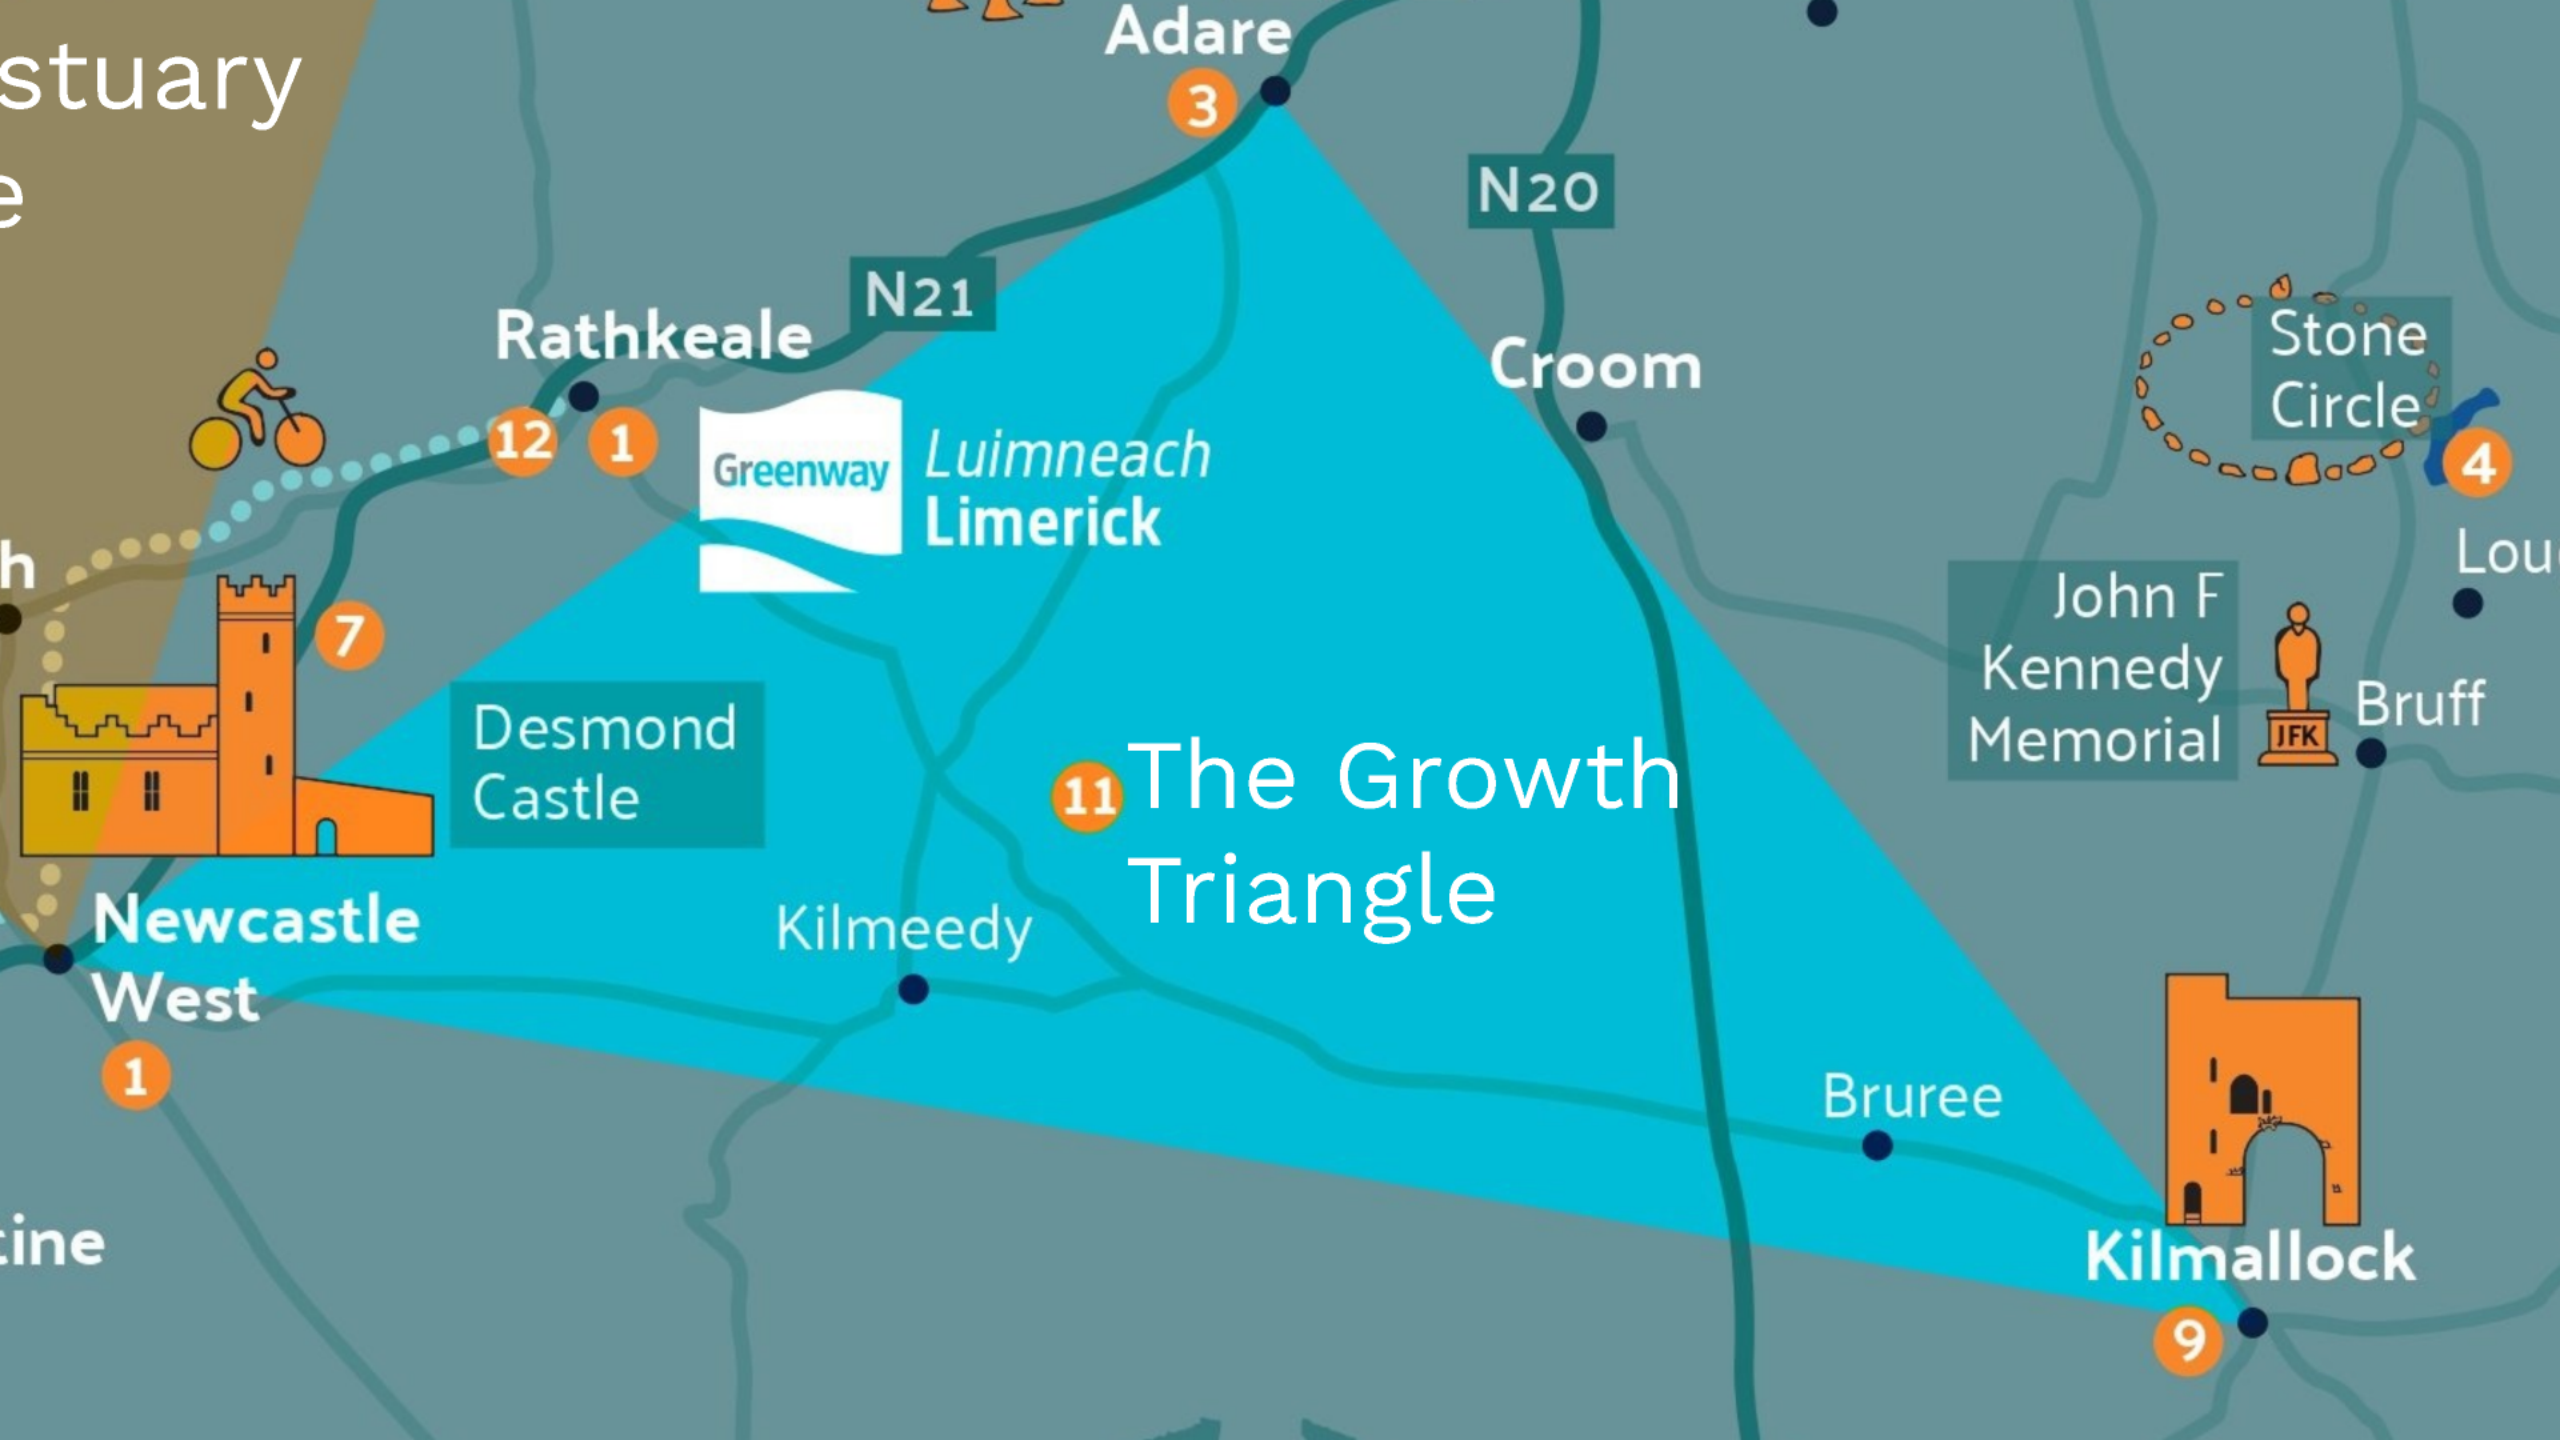 stuary
e
Adare
3
N20
N21
Rathkeale
Croom
Stone
Circle
4
12
1
Greenway
Luimneach
Limerick
h
7
John F
Kennedy
Memorial
JFK
Bruff
Desmond
Castle
11
The Growth
Triangle
Newcastle
West
1
Kilmeedy
Bruree
tine
Kilmallock
9